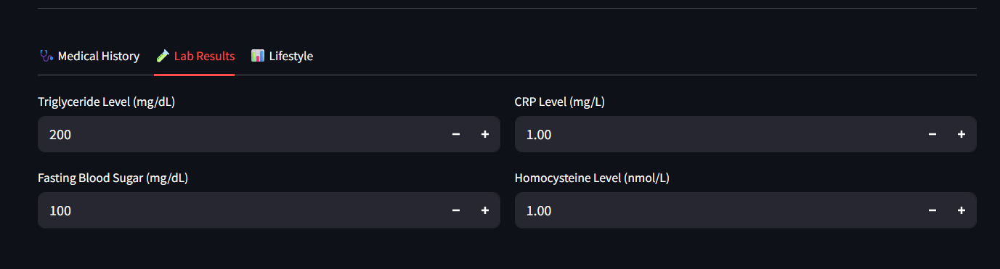 Medical History Lab Results Lifestyle
Triglyceride Level (mg/dL) CRP Level (mg/L)
200 − + 1.00 − +
Fasting Blood Sugar (mg/dL) Homocysteine Level (nmol/L)
100 − + 1.00 − +